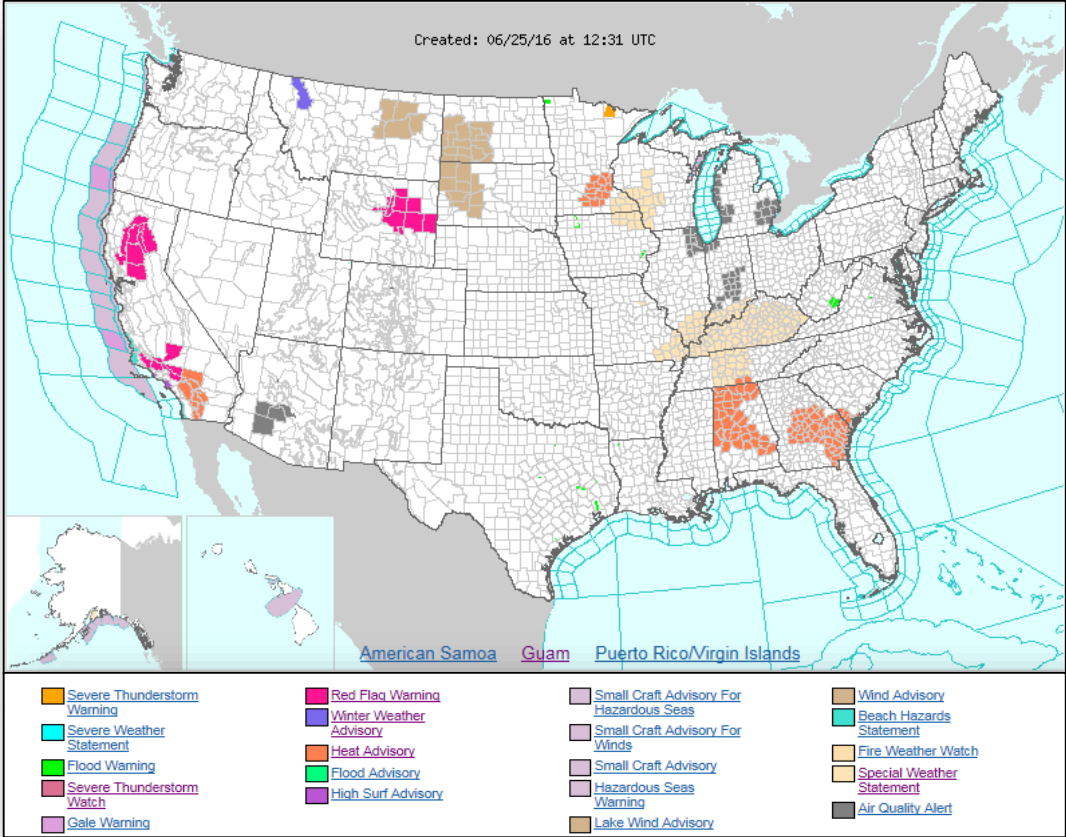 Created: 06/25/16 at 12:31 UTC
American Samoa Guam Puerto Rico/Virgin Islands
Severe Thunderstorm
Warning
Severe Weather
Statement
Flood Warning
Severe Thunderstorm
Watch
Gale Warning
Red Flag Warning
Winter Weather
Advisory
Heat Advisory
Flood Advisory
High Surf Advisory
Small Craft Advisory For
Hazardous Seas
Small Craft Advisory For
Winds
Small Craft Advisory
Hazardous Seas
Warning
Lake Wind Advisory
Wind Advisory
Beach Hazards
Statement
Fire Weather Watch
Special Weather
Statement
Air Quality Alert